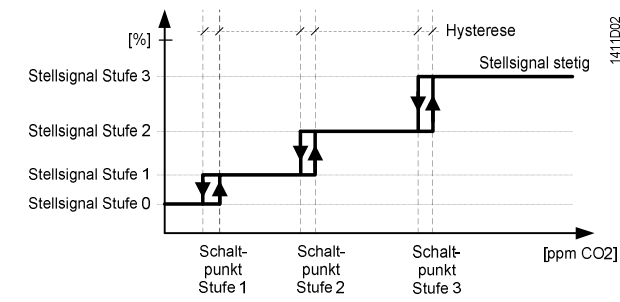 [%]
Hysterese
1411D02
Stellsignal stetig
Stellsignal Stufe 3
Stellsignal Stufe 2
Stellsignal Stufe 1
Stellsignal Stufe 0
[ppm CO2]
Schalt-
punkt
Stufe 1
Schalt-
punkt
Stufe 2
Schalt-
punkt
Stufe 3